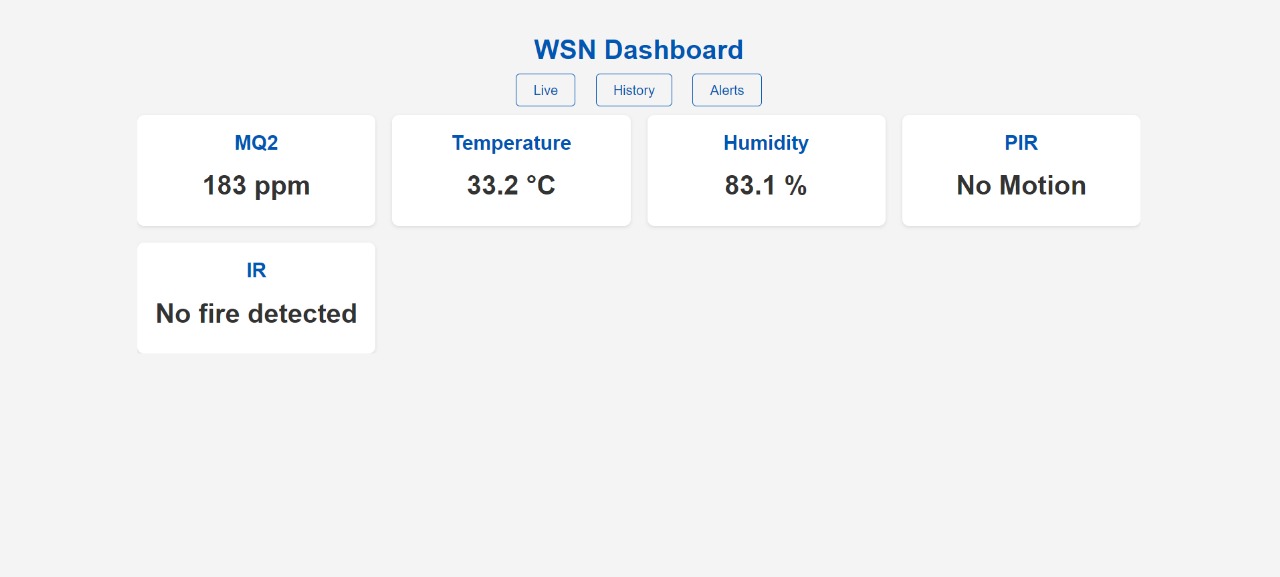 WSN Dashboard
Live History Alerts
MQ2 Temperature Humidity PIR
183 ppm 33.2 °C 83.1 % No Motion
IR
No fire detected